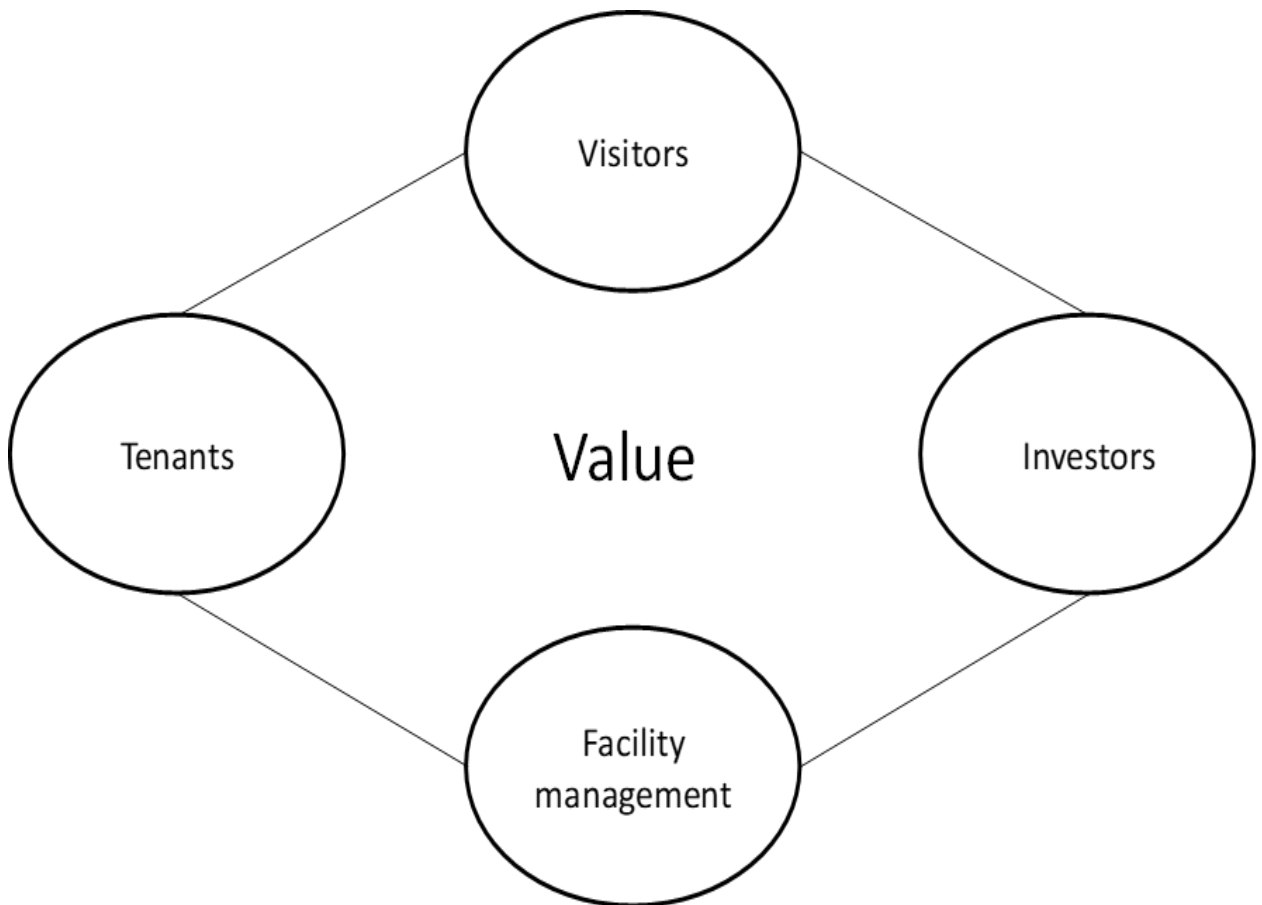 Visitors
Tenants
Value
Investors
Facility
management